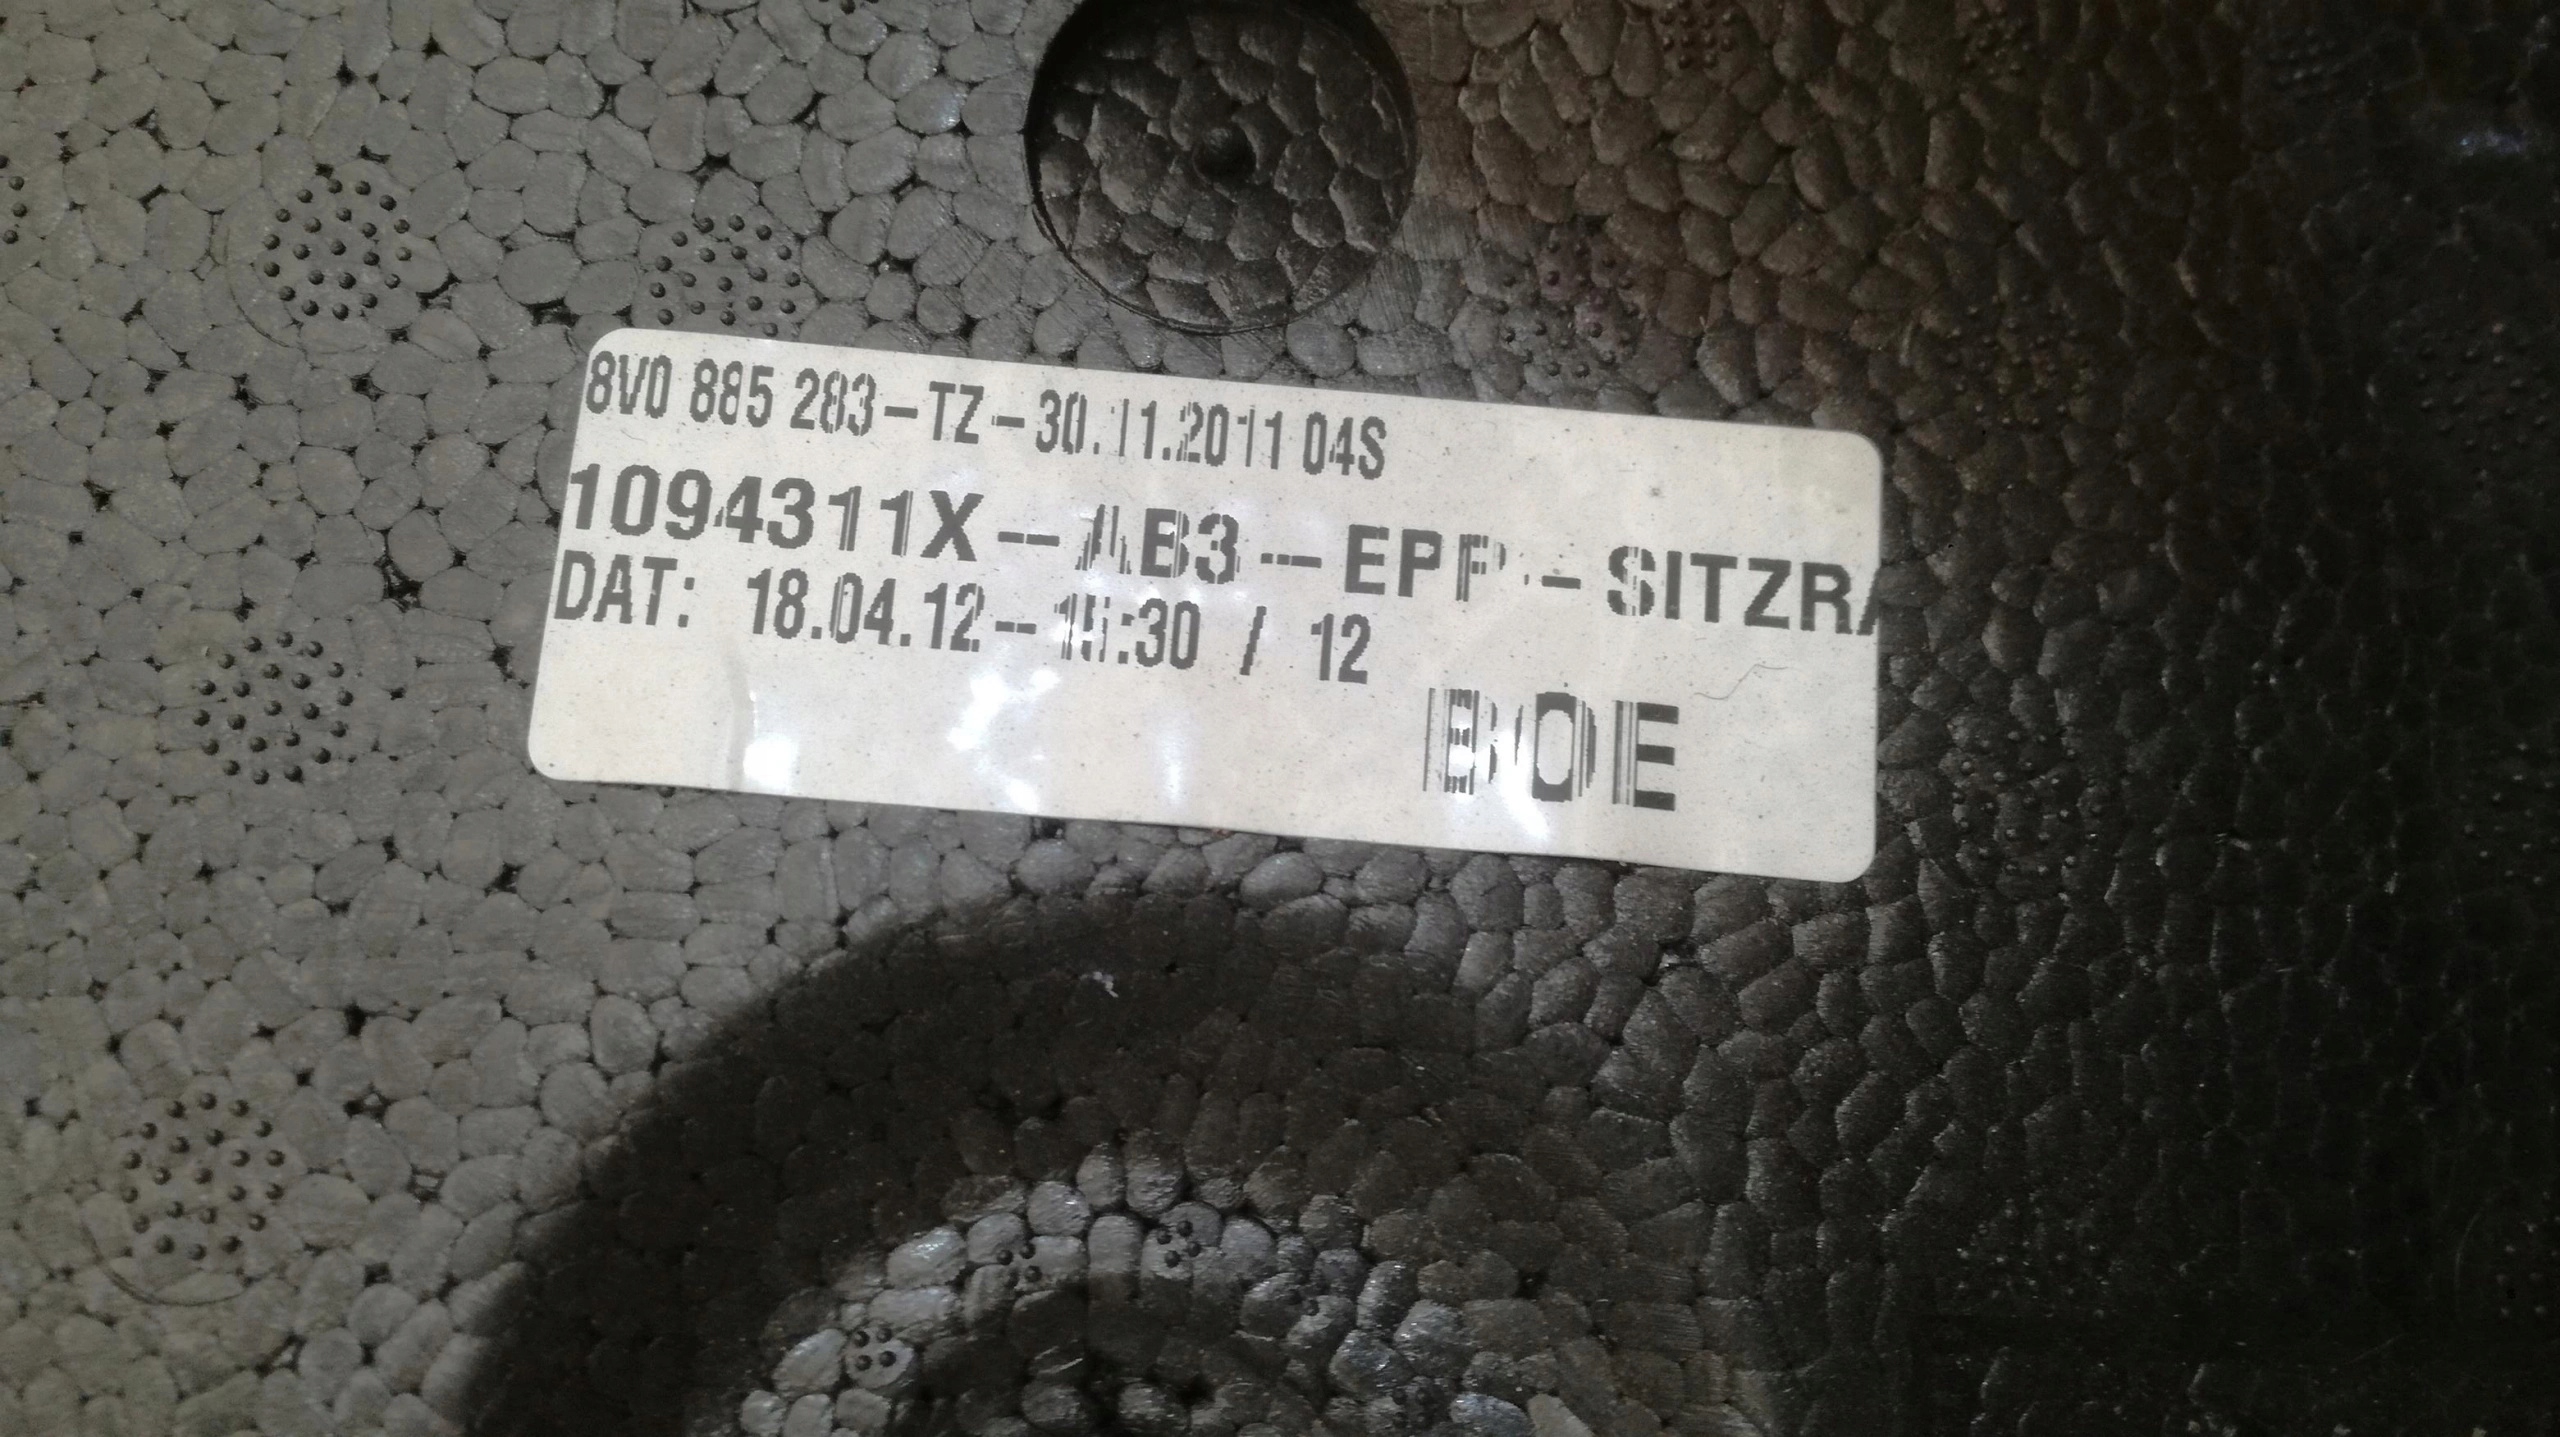 8V0 885 283-TZ-30.11.2011 04S
1094311X-AB3-EPP-SITZRA
DAT: 18.04.12-15:30 / 12
BOE